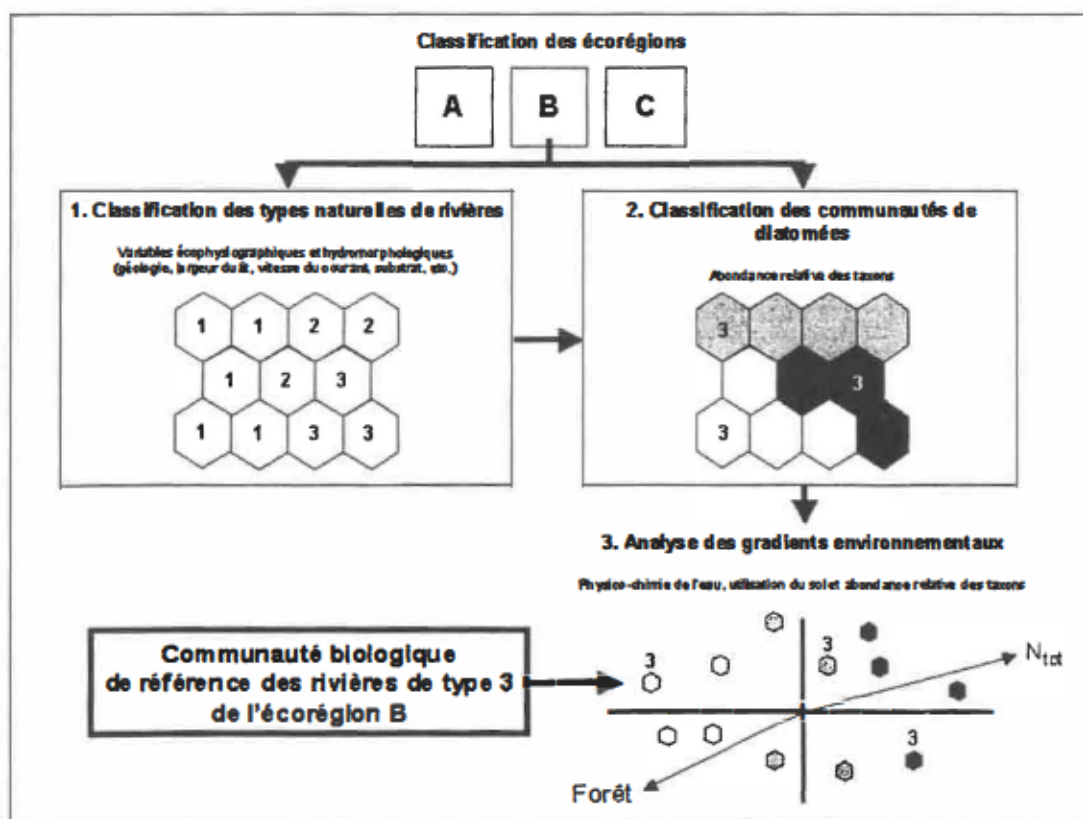 Classification des écorégions
A B C
1. Classification des types naturelles de rivières
Variables écophysiographiques et hydromorphologiques
(géologie, largeur du lit, vitesse du courant, substrat, etc.)
1 1 2 2
1 2 3
1 1 3 3
2. Classification des communautés de
diatomées
Abondance relative des taxons
3
3
3
3. Analyse des gradients environnementaux
Physico-chimie de l'eau, utilisation du sol et abondance relative des taxons
Communauté biologique
de référence des rivières de type 3
de l'écorégion B
3
3
Ntot
3
Forêt